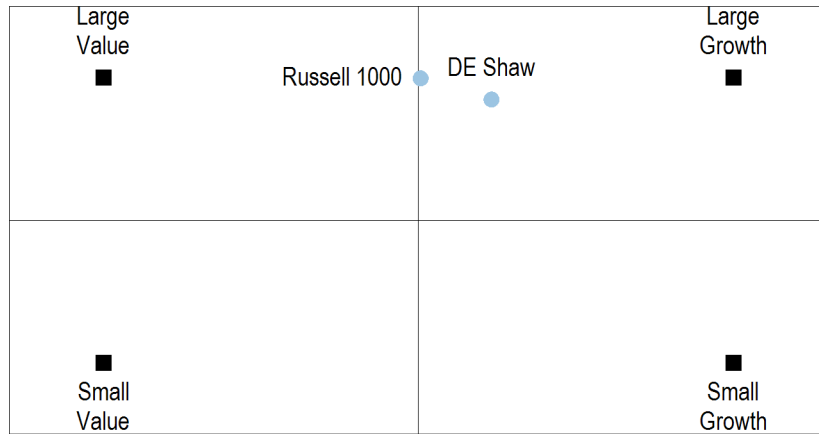 Large
Value
Large
Growth
Russell 1000
DE Shaw
Small
Value
Small
Growth